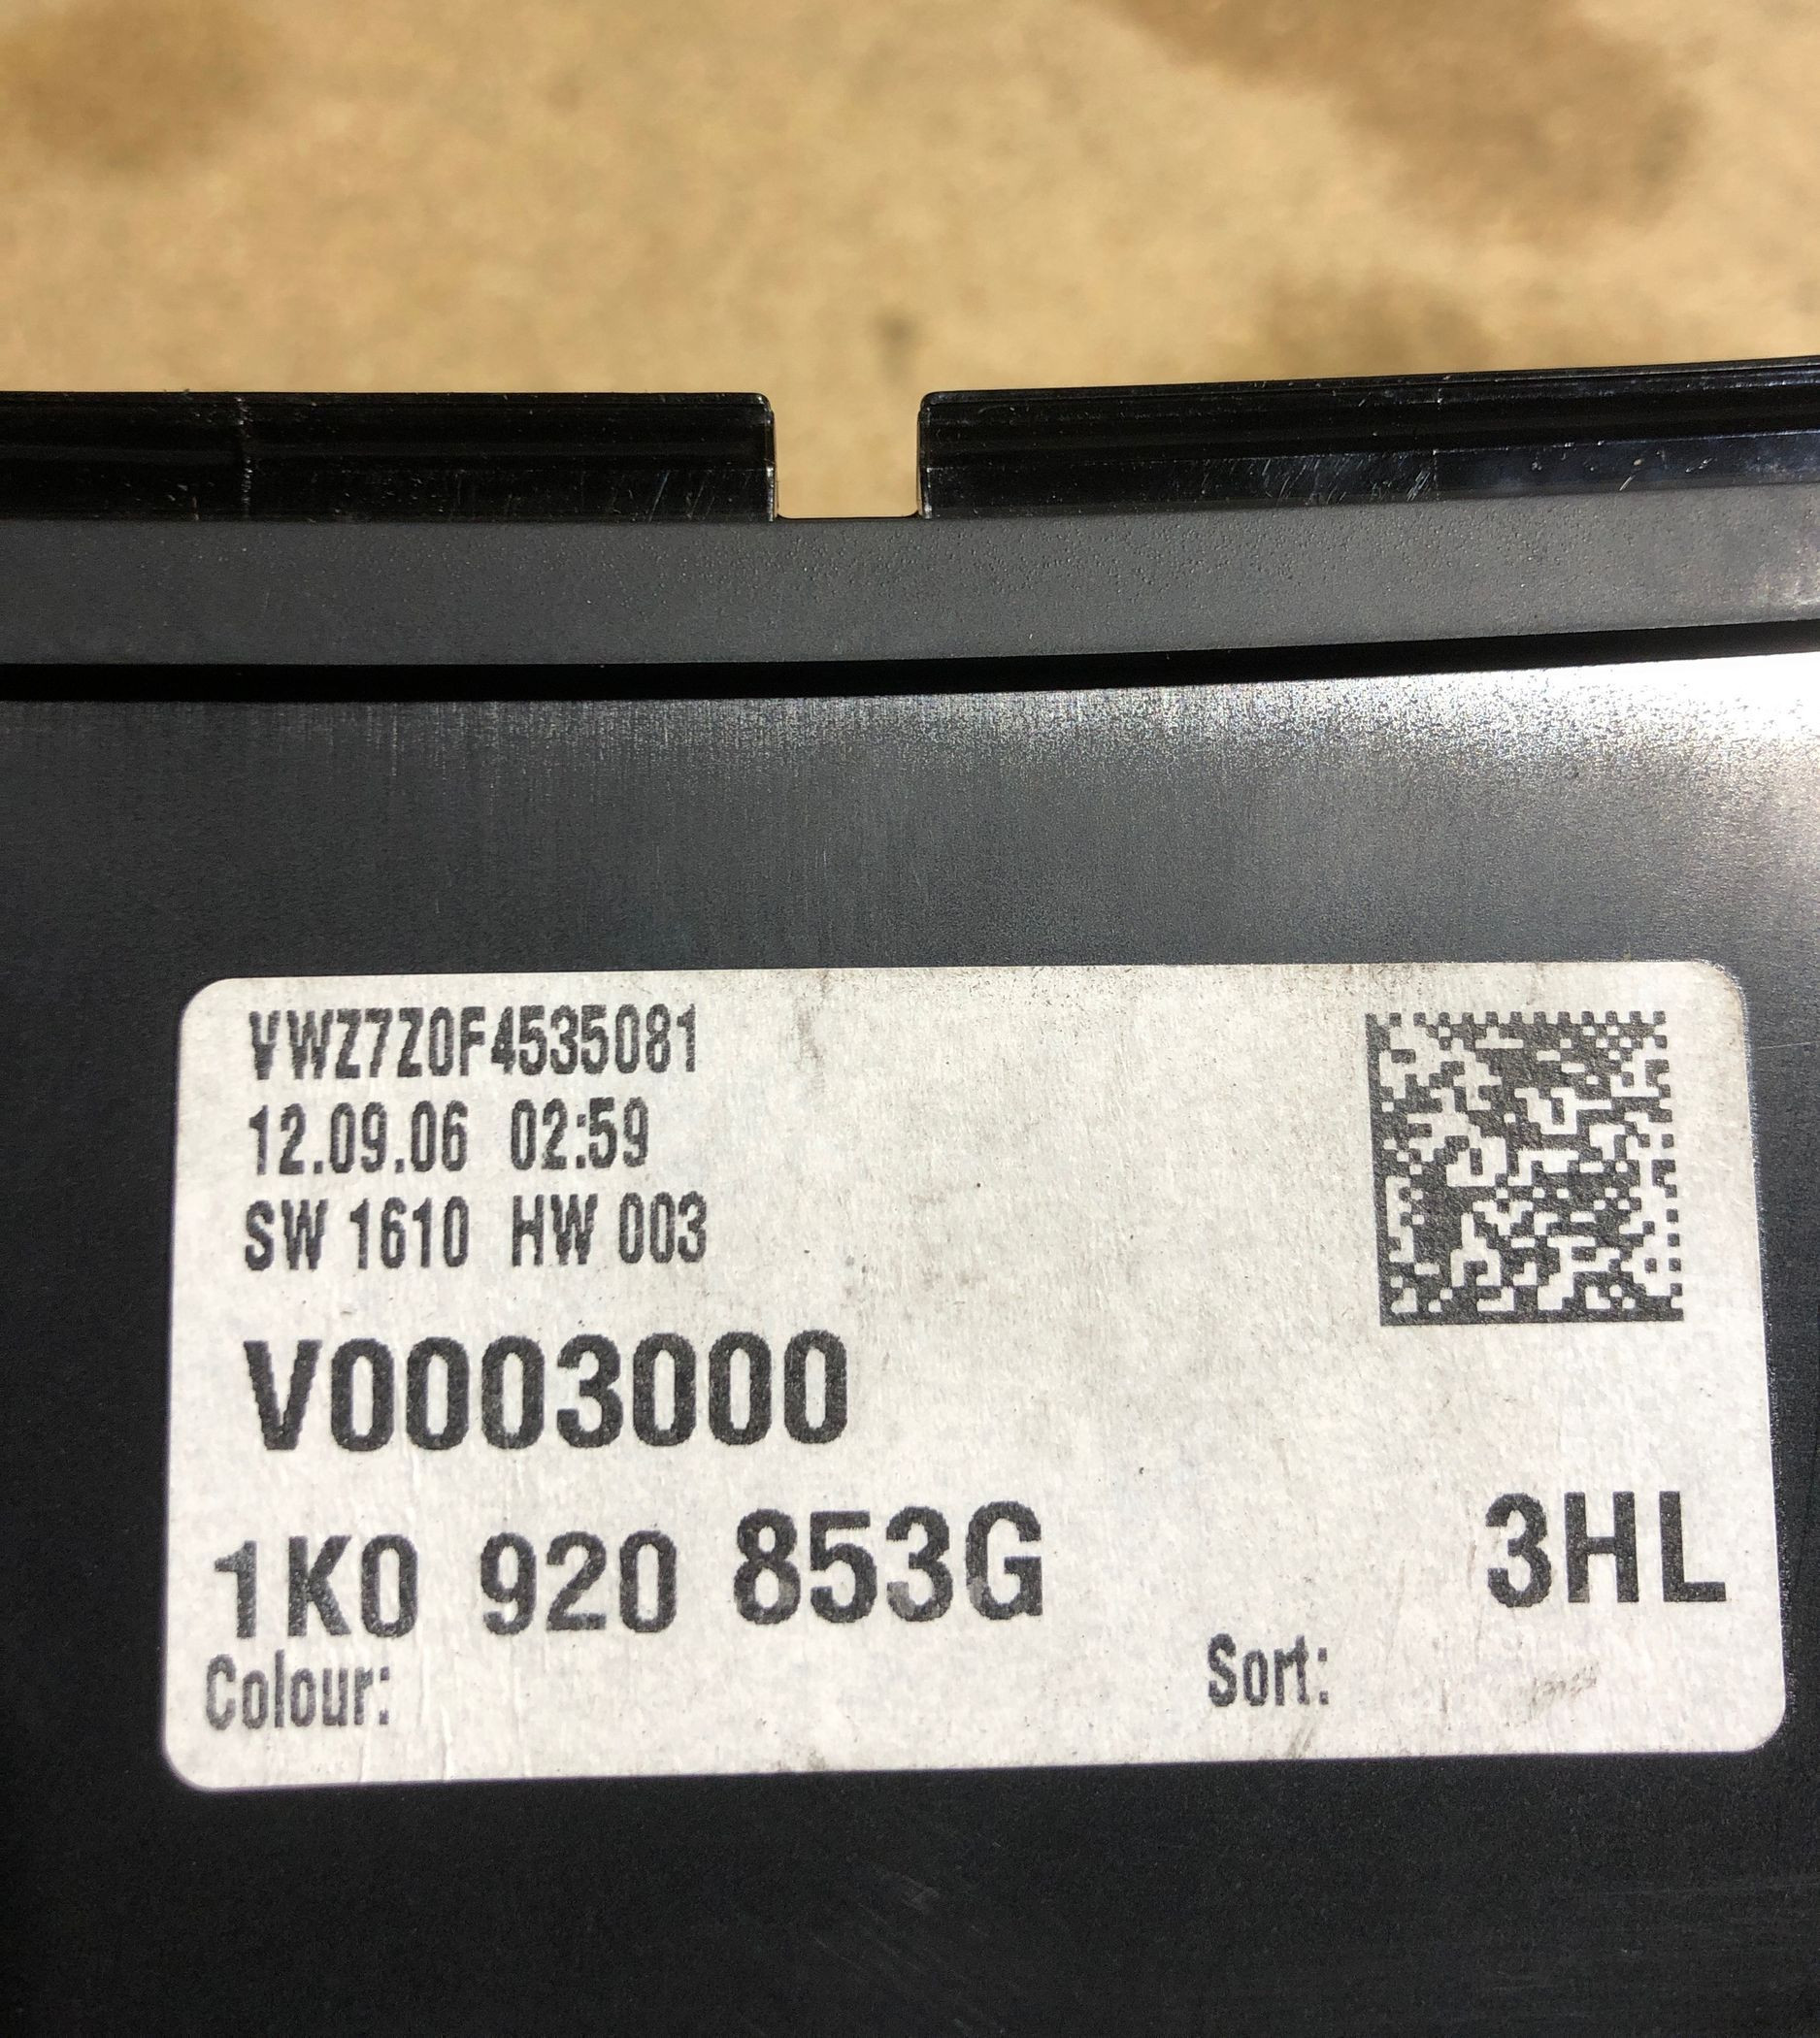 VWZ7Z0F4535081
12.09.06 02:59
SW 1610 HW 003
V0003000
1K0 920 853G 3HL
Colour: Sort: